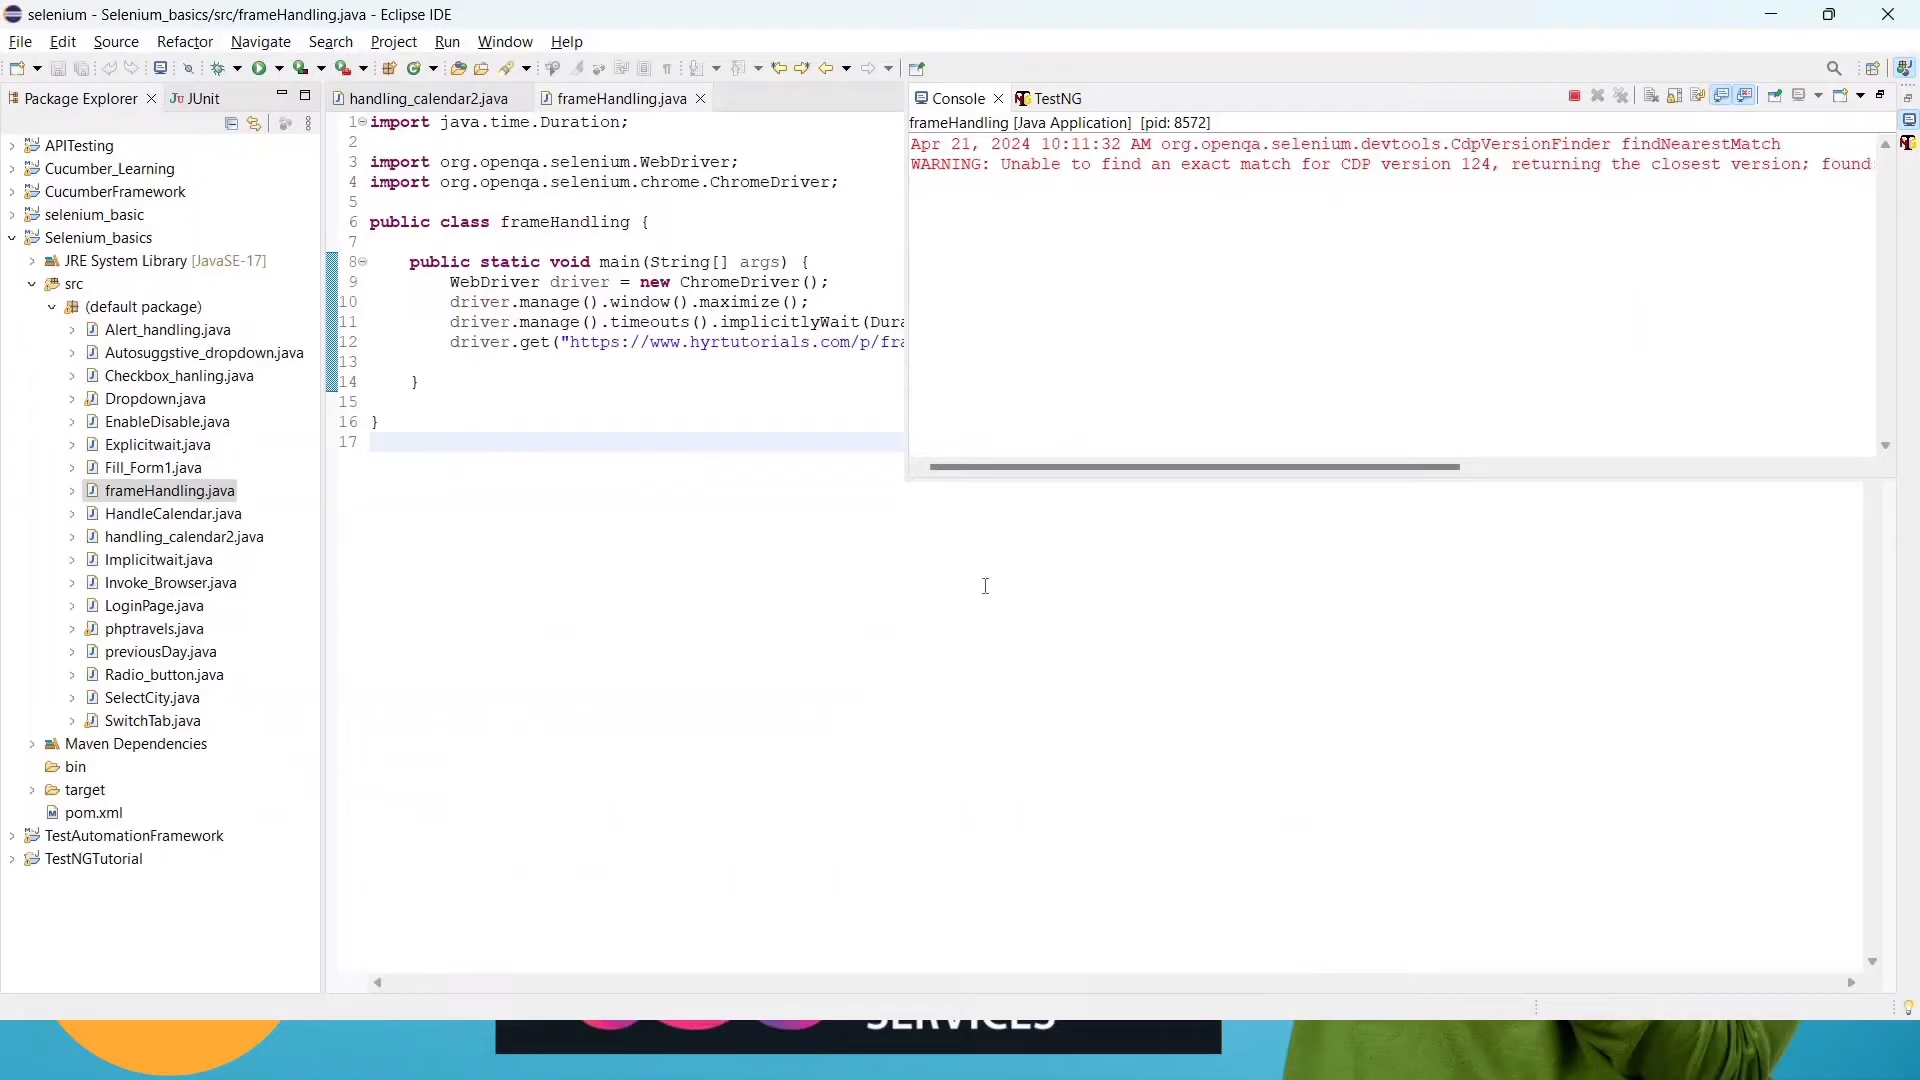 selenium - Selenium_basics/src/frameHandling.java - Eclipse IDE
File Edit Source Refactor Navigate Search Project Run Window Help
Package Explorer JUnit
handling_calendar2.java frameHandling.java
Console TestNG
frameHandling [Java Application] [pid: 8572]
Apr 21, 2024 10:11:32 AM org.openqa.selenium.devtools.CdpVersionFinder findNearestMatch
WARNING: Unable to find an exact match for CDP version 124, returning the closest version; found:
APITesting
Cucumber_Learning
CucumberFramework
selenium_basic
Selenium_basics
JRE System Library [JavaSE-17]
src
(default package)
Alert_handling.java
Autosuggstive_dropdown.java
Checkbox_hanling.java
Dropdown.java
EnableDisable.java
Explicitwait.java
Fill_Form1.java
frameHandling.java
HandleCalendar.java
handling_calendar2.java
Implicitwait.java
Invoke_Browser.java
LoginPage.java
phptravels.java
previousDay.java
Radio_button.java
SelectCity.java
SwitchTab.java
Maven Dependencies
bin
target
pom.xml
TestAutomationFramework
TestNGTutorial
1 import java.time.Duration;
2
3 import org.openqa.selenium.WebDriver;
4 import org.openqa.selenium.chrome.ChromeDriver;
5
6 public class frameHandling {
7
8 public static void main(String[] args) {
9 WebDriver driver = new ChromeDriver();
10 driver.manage().window().maximize();
11 driver.manage().timeouts().implicitlyWait(Dura
12 driver.get("https://www.hyrtutorials.com/p/fra
13
14 }
15
16 }
17
SERVICES